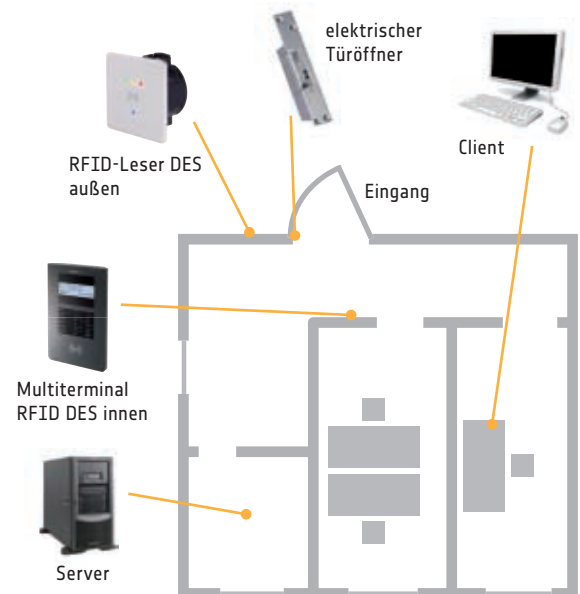 elektrischer
Türöffner
RFID-Leser DES
außen
Client
Eingang
Multiterminal
RFID DES innen
Server